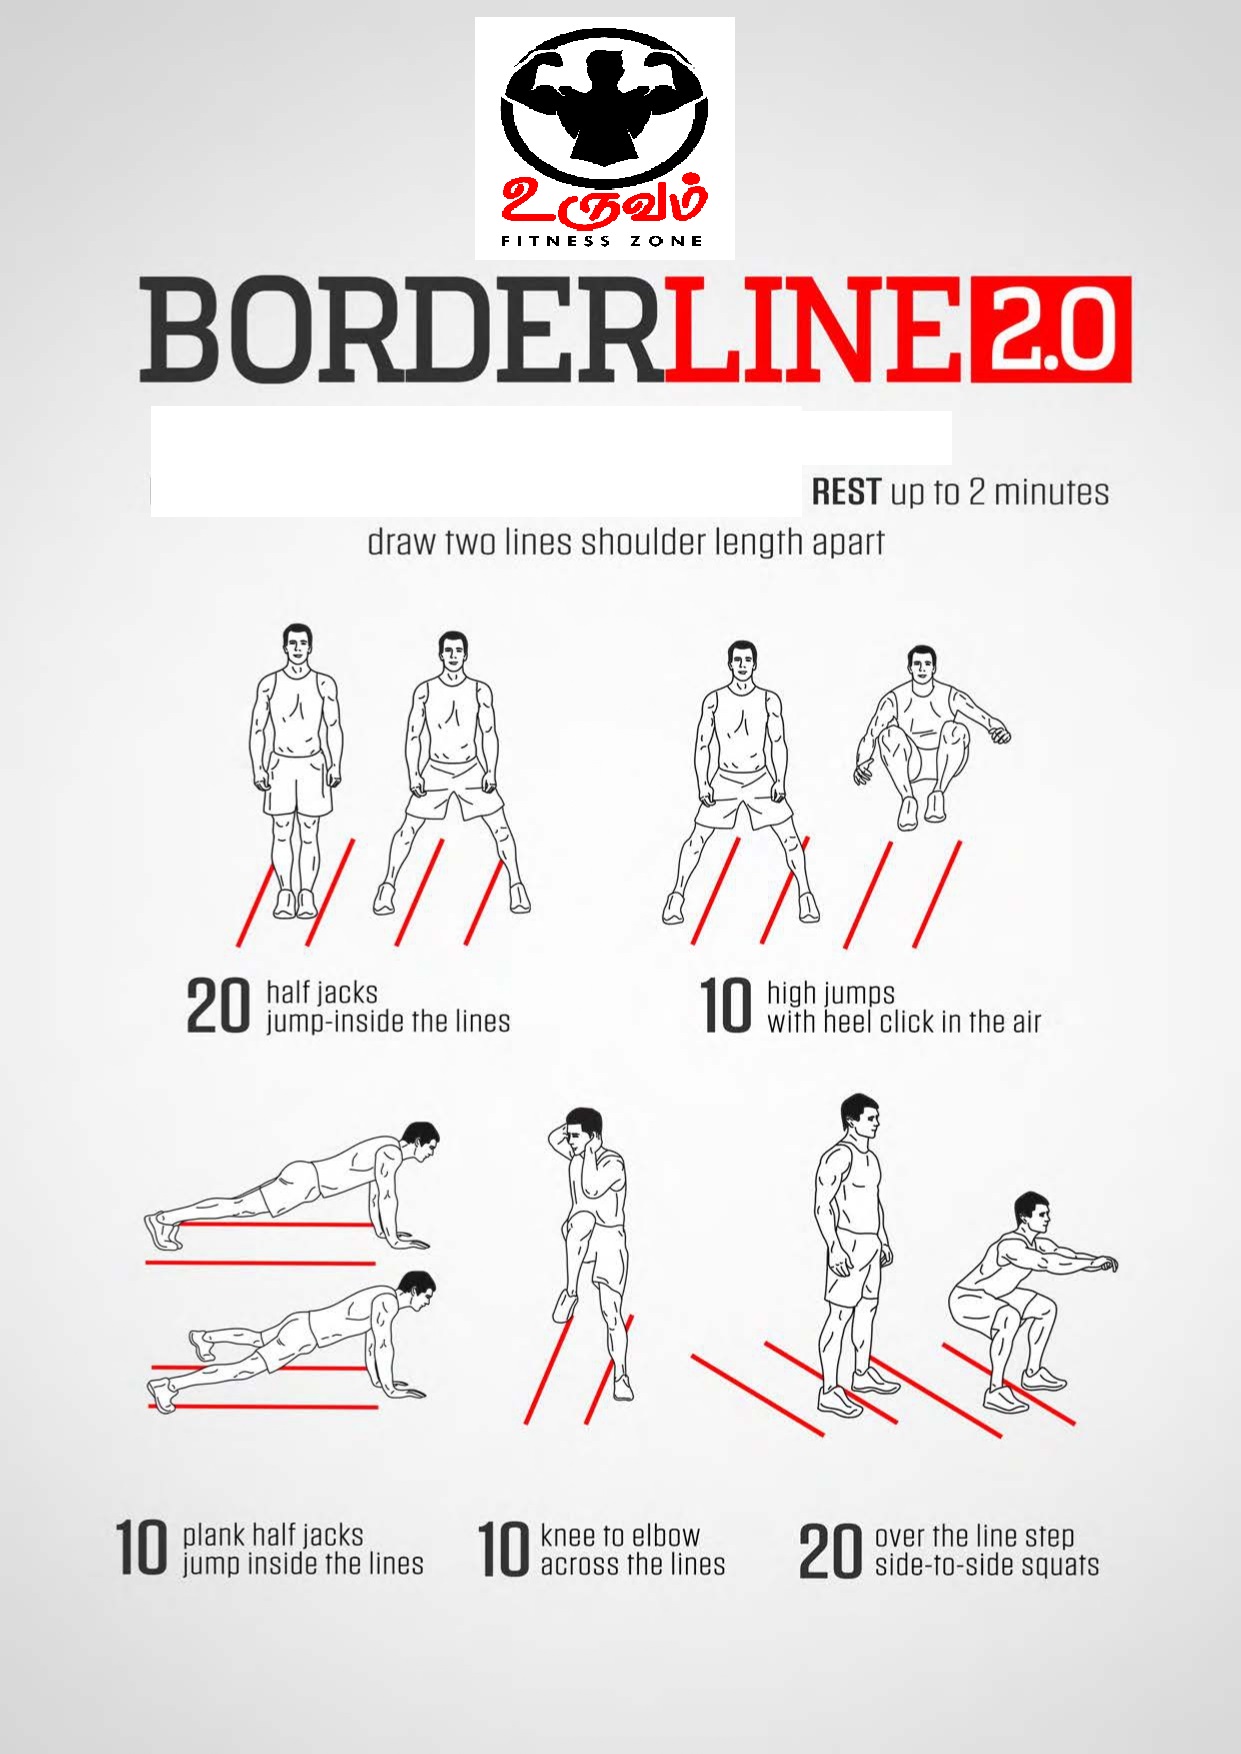 உருவம்
FITNESS ZONE
BORDERLINE 2.0
REST up to 2 minutes
draw two lines shoulder length apart
20 half jacks
jump-inside the lines
10 high jumps
with heel click in the air
10 plank half jacks
jump inside the lines
10 knee to elbow
across the lines
20 over the line step
side-to-side squats